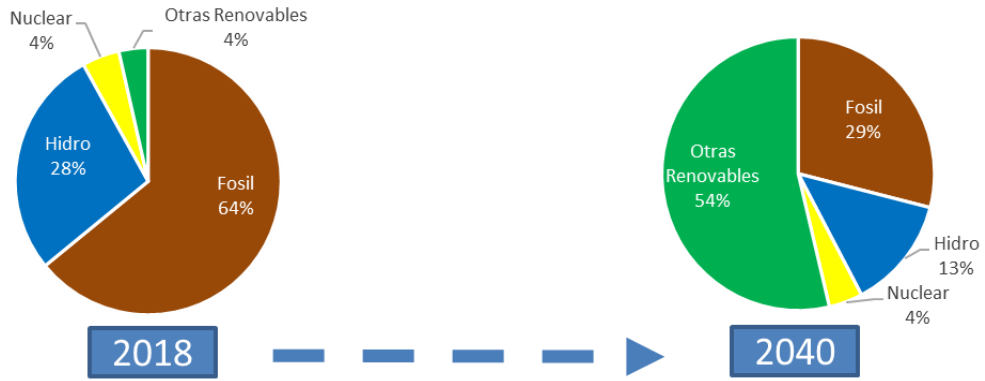 Nuclear
4%
Otras Renovables
4%
Hidro
28%
Fosil
64%
2018
Otras
Renovables
54%
Fosil
29%
Hidro
13%
Nuclear
4%
2040